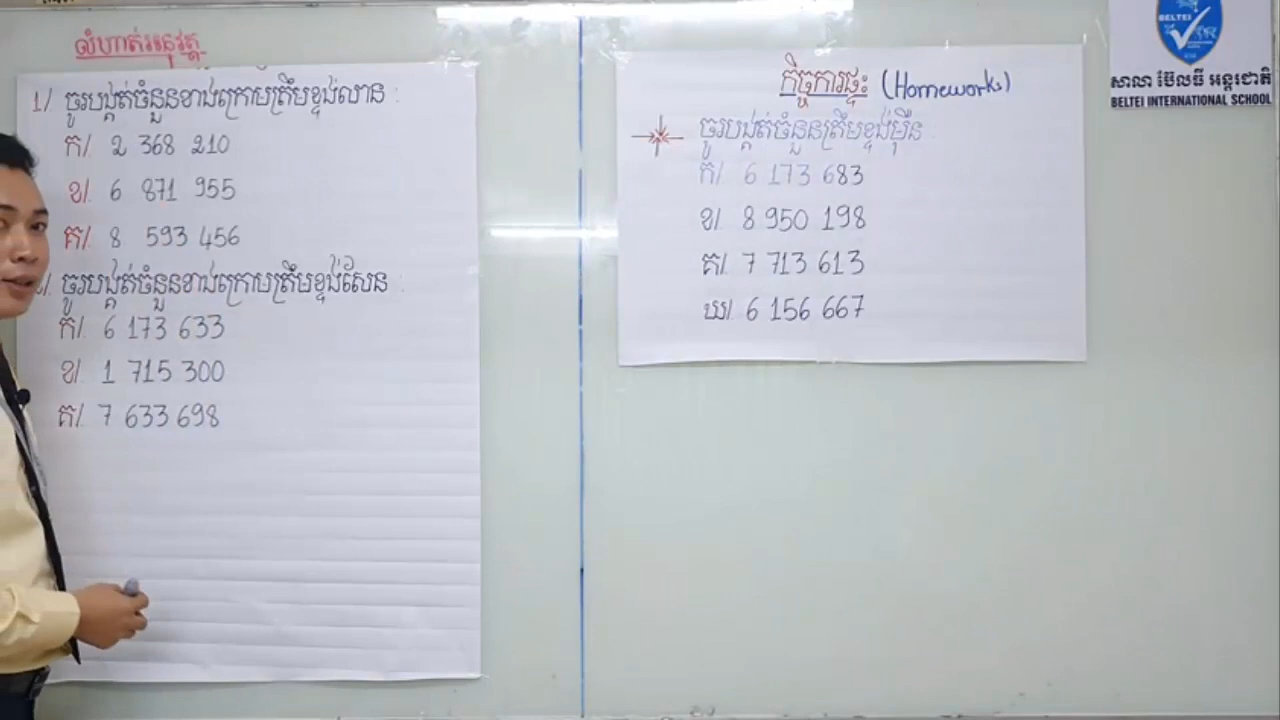 លំហាត់អនុវត្ត
1/ ចូរបង្គត់ចំនួនខាងក្រោមត្រឹមខ្ទង់លាន :
ក/. 2 368 210
ខ/. 6 871 955
គ/. 8 593 456
/ ចូរបង្គត់ចំនួនខាងក្រោមត្រឹមខ្ទង់សែន :
ក/. 6 173 633
ខ/. 1 715 300
គ/. 7 633 698
កិច្ចការផ្ទះ (Homeworks)
ចូរបង្គត់ចំនួនត្រឹមខ្ទង់ម៉ឺន :
ក/. 6 173 683
ខ/. 8 950 198
គ/. 7 713 613
ឃ/. 6 156 667
BELTEI
សាលា ប៊ែលធី អន្តរជាតិ
BELTEI INTERNATIONAL SCHOOL